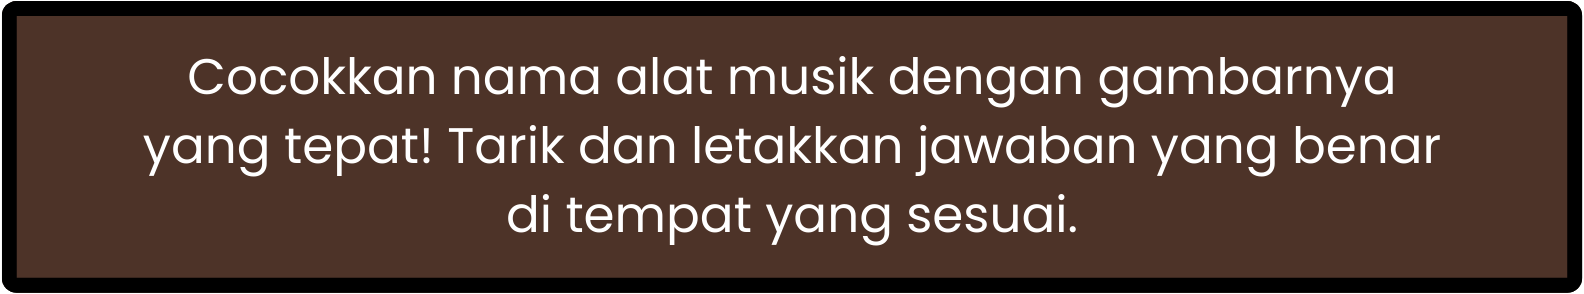 Cocokkan nama alat musik dengan gambarnya
yang tepat! Tarik dan letakkan jawaban yang benar
di tempat yang sesuai.